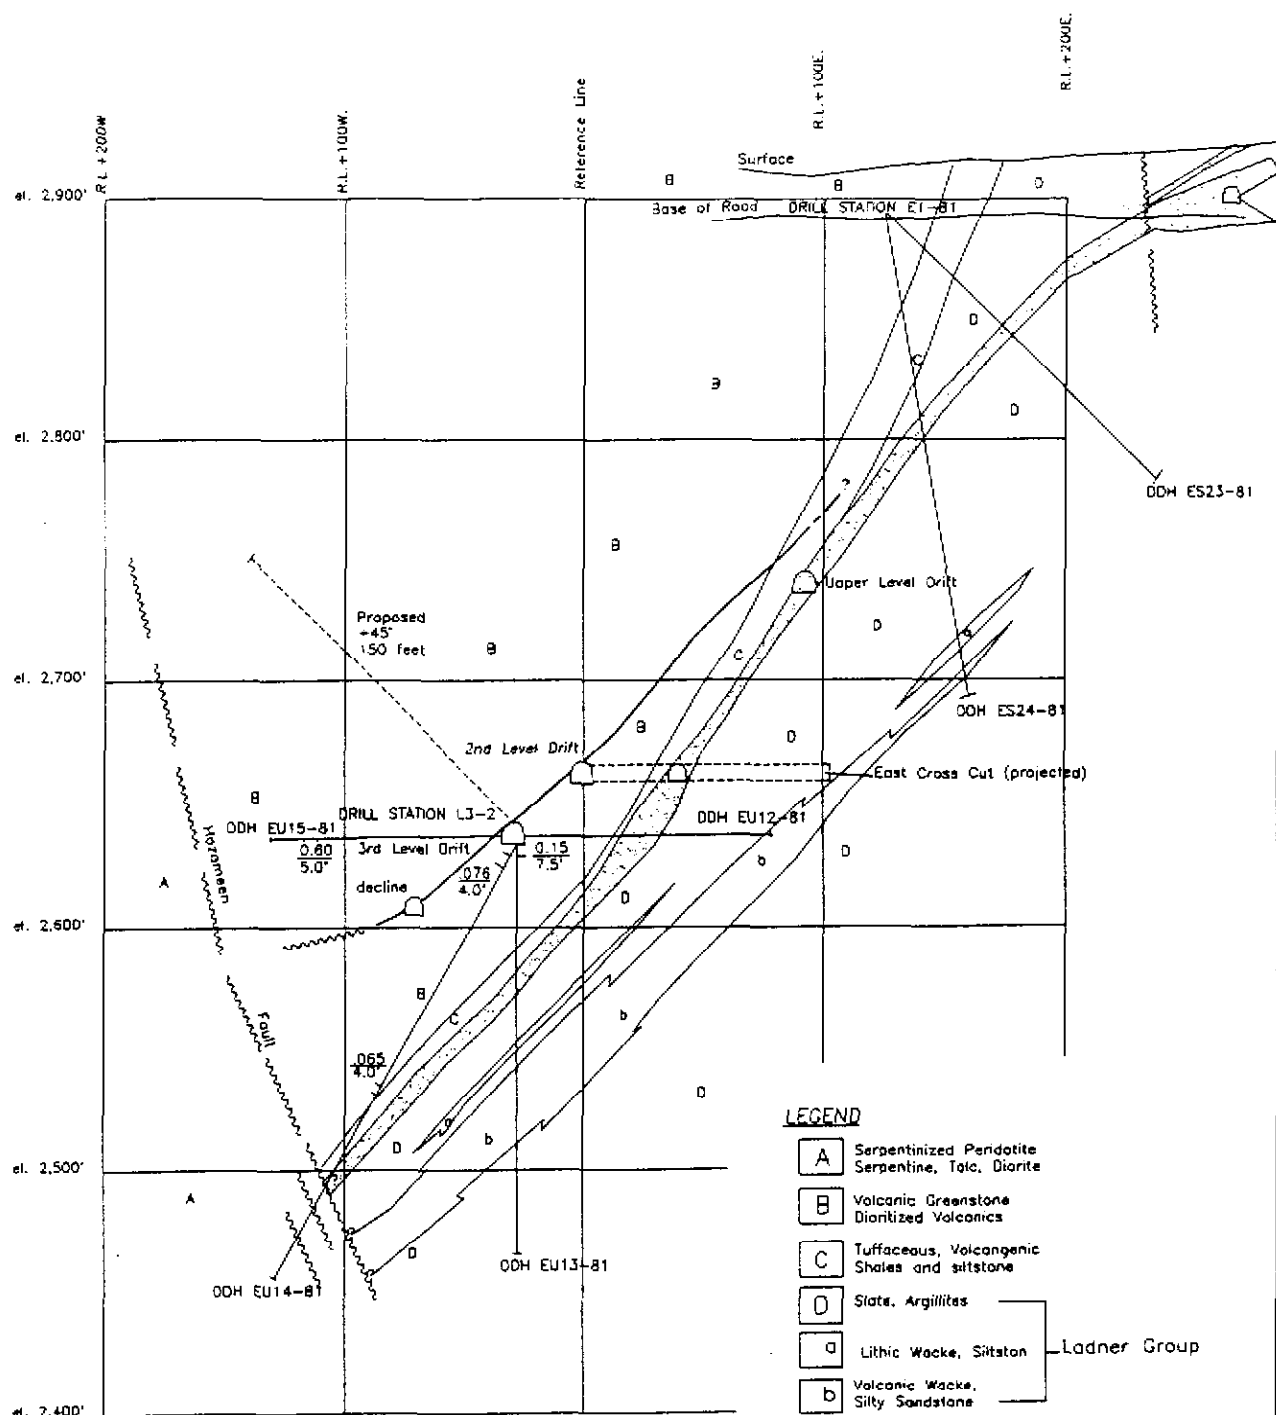 R.L.+200W
R.L.+100W.
Reference Line
R.L.+100E.
R.L.+200E.
Surface
el. 2,900'
B
B
D
Base of Road
DRILL STATION E1-81
D
C
B
D
el. 2,800'
?
DDH ES23-81
B
Upper Level Drift
Proposed
+45°
150 feet
D
a
B
C
el. 2,700'
DDH ES24-81
B
D
2nd Level Drift
East Cross Cut (projected)
B
DRILL STATION L3-2
DDH EU15-81
DDH EU12-81
0.60
5.0'
3rd Level Drift
0.15
7.5'
.076
4.0'
decline
A
Hozameen
b
D
D
el. 2,600'
B
C
b
Fault
.065
4.0'
D
a
D
b
el. 2,500'
A
C
a
D
DDH EU13-81
DDH EU14-81
el. 2,400'
LEGEND
A Serpentinized Peridotite
Serpentine, Talc, Diorite
B Volcanic Greenstone
Dioritized Volcanics
C Tuffaceous, Volcangenic
Shales and siltstone
D Slate, Argillites
a Lithic Wacke, Siltston
Ladner Group
b Volcanic Wacke,
Silty Sandstone